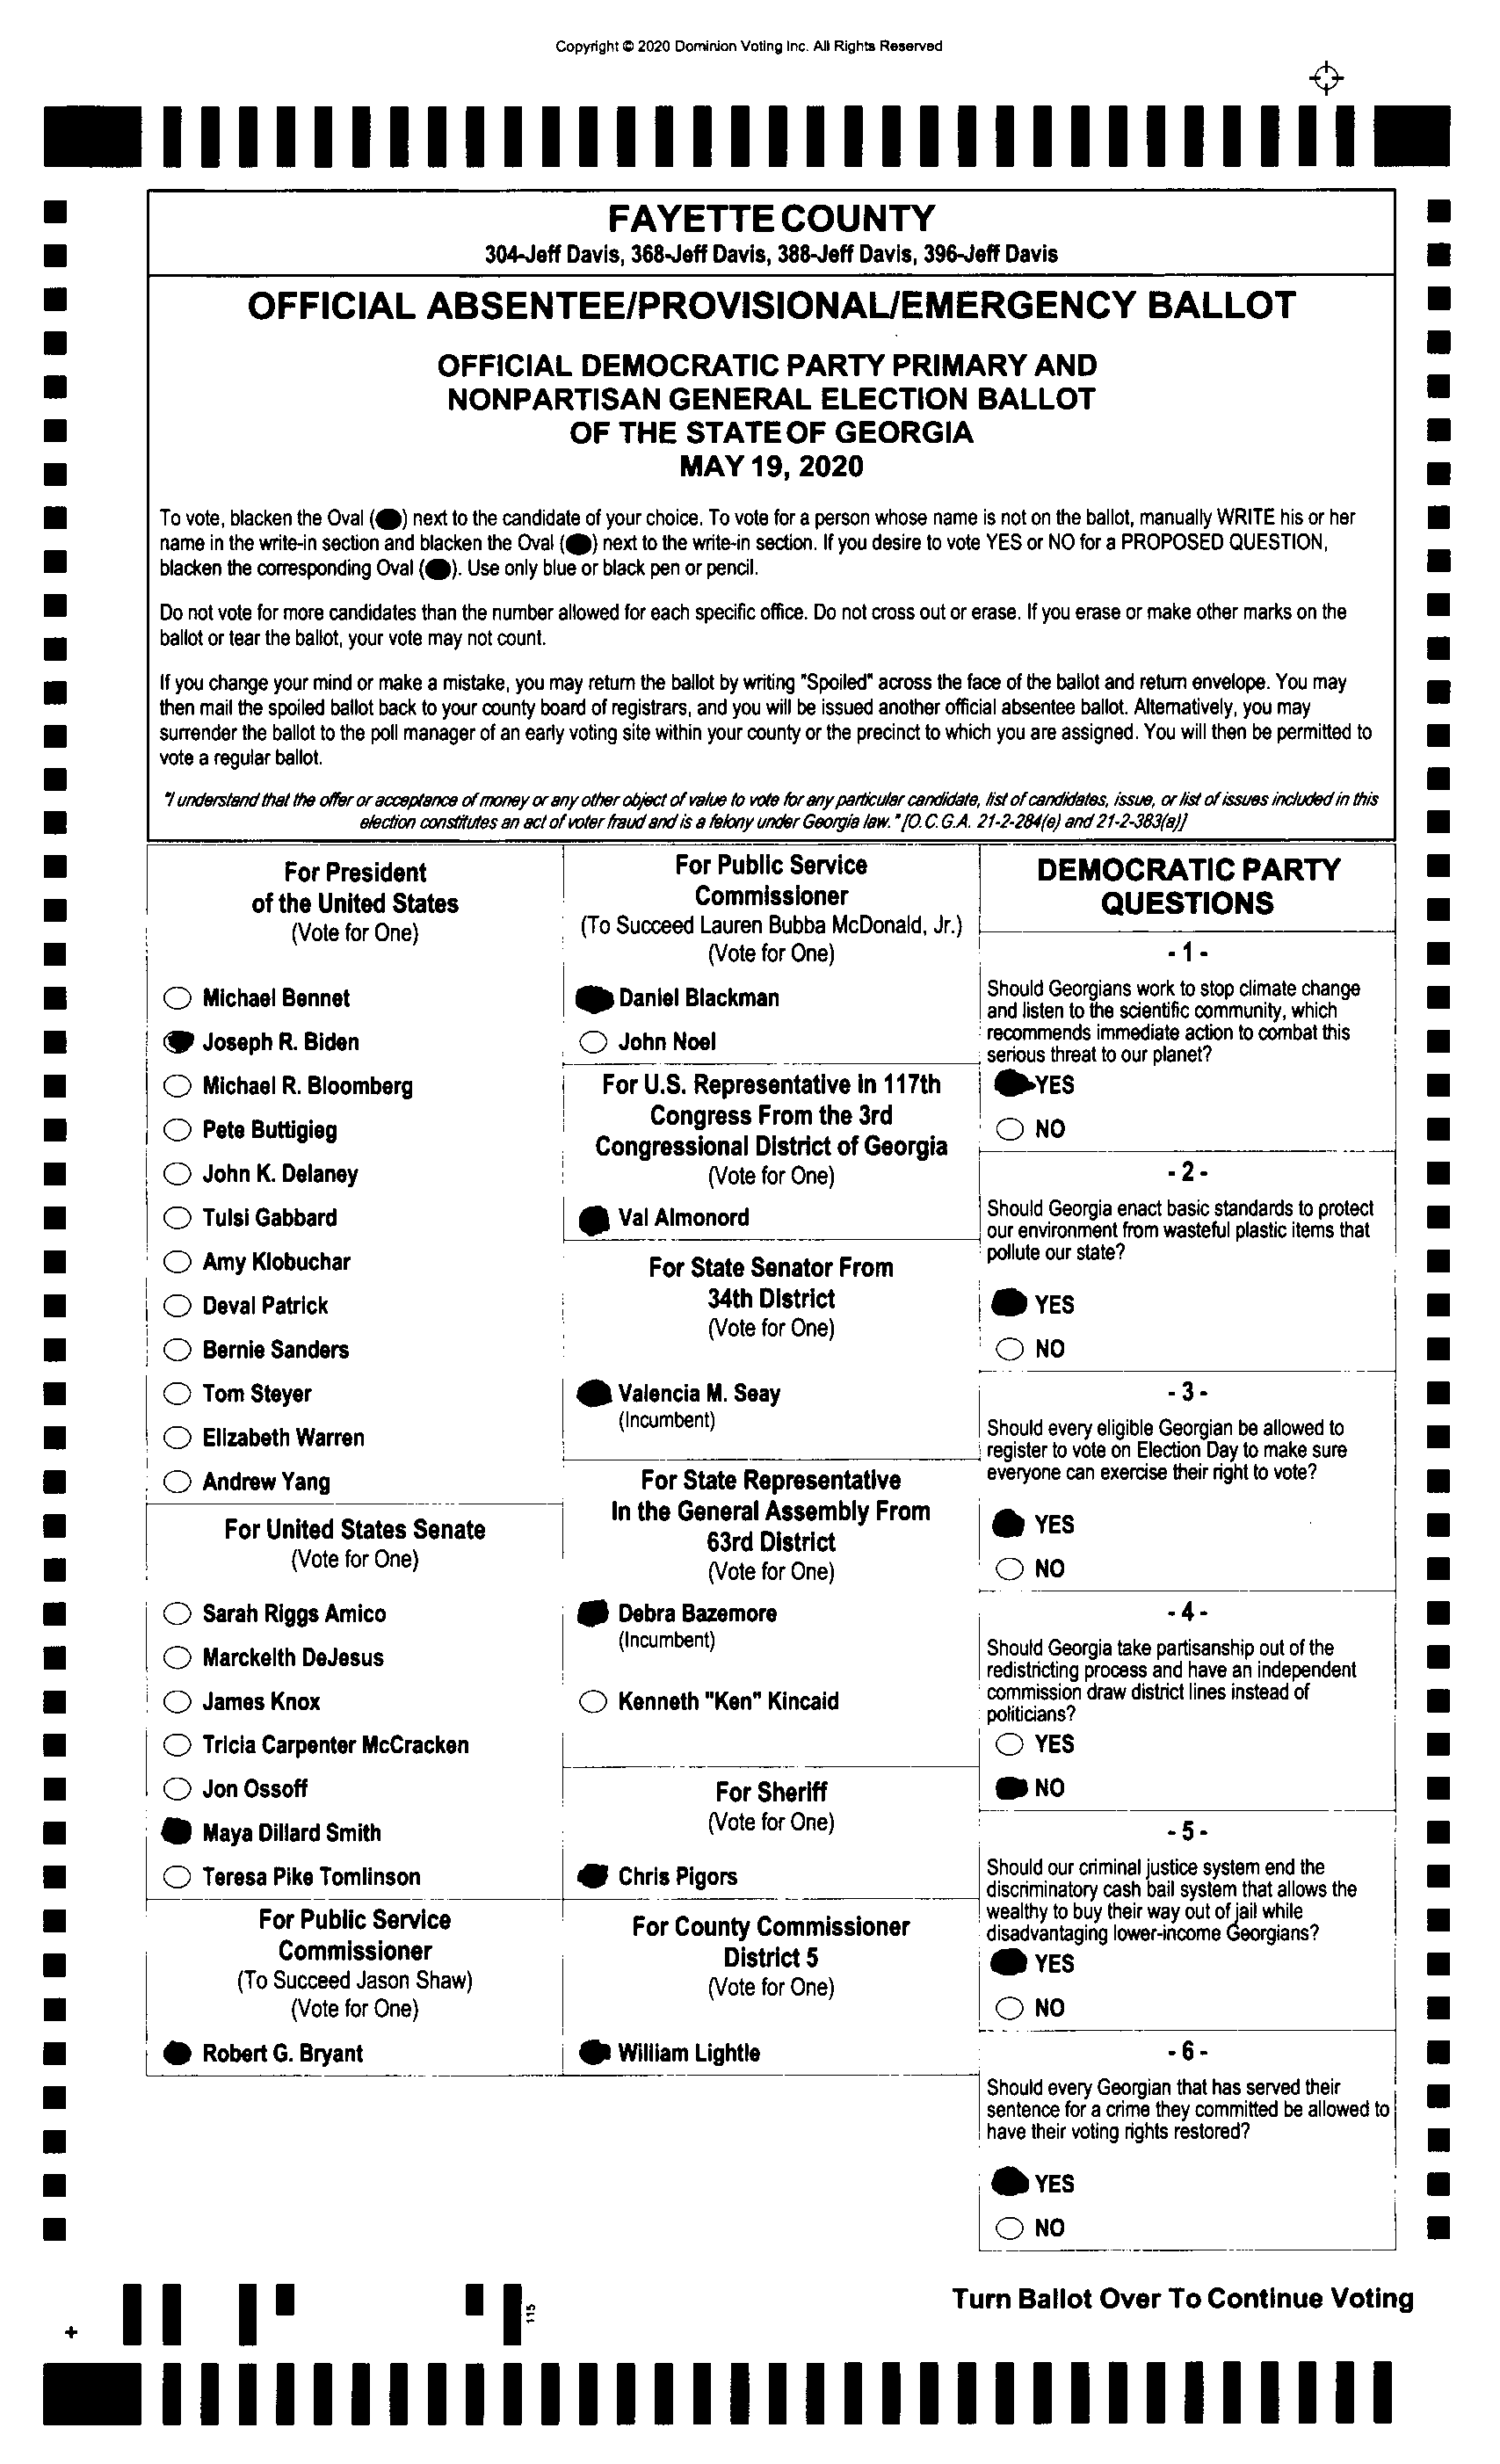 Copyright © 2020 Dominion Voting Inc. All Rights Reserved
FAYETTE COUNTY
304-Jeff Davis, 368-Jeff Davis, 388-Jeff Davis, 396-Jeff Davis
OFFICIAL ABSENTEE/PROVISIONAL/EMERGENCY BALLOT
OFFICIAL DEMOCRATIC PARTY PRIMARY AND
NONPARTISAN GENERAL ELECTION BALLOT
OF THE STATE OF GEORGIA
MAY 19, 2020
To vote, blacken the Oval () next to the candidate of your choice. To vote for a person whose name is not on the ballot, manually WRITE his or her
name in the write-in section and blacken the Oval () next to the write-in section. If you desire to vote YES or NO for a PROPOSED QUESTION,
blacken the corresponding Oval (). Use only blue or black pen or pencil.
Do not vote for more candidates than the number allowed for each specific office. Do not cross out or erase. If you erase or make other marks on the
ballot or tear the ballot, your vote may not count.
If you change your mind or make a mistake, you may return the ballot by writing "Spoiled" across the face of the ballot and return envelope. You may
then mail the spoiled ballot back to your county board of registrars, and you will be issued another official absentee ballot. Alternatively, you may
surrender the ballot to the poll manager of an early voting site within your county or the precinct to which you are assigned. You will then be permitted to
vote a regular ballot.
"I understand that the offer or acceptance of money or any other object of value to vote for any particular candidate, list of candidates, issue, or list of issues included in this
election constitutes an act of voter fraud and is a felony under Georgia law." [O.C.G.A. 21-2-284(e) and 21-2-383(a)]
For President
of the United States
(Vote for One)
Michael Bennet
Joseph R. Biden
Michael R. Bloomberg
Pete Buttigieg
John K. Delaney
Tulsi Gabbard
Amy Klobuchar
Deval Patrick
Bernie Sanders
Tom Steyer
Elizabeth Warren
Andrew Yang
For United States Senate
(Vote for One)
Sarah Riggs Amico
Marckeith DeJesus
James Knox
Tricia Carpenter McCracken
Jon Ossoff
Maya Dillard Smith
Teresa Pike Tomlinson
For Public Service
Commissioner
(To Succeed Jason Shaw)
(Vote for One)
Robert G. Bryant
For Public Service
Commissioner
(To Succeed Lauren Bubba McDonald, Jr.)
(Vote for One)
Daniel Blackman
John Noel
For U.S. Representative in 117th
Congress From the 3rd
Congressional District of Georgia
(Vote for One)
Val Almonord
For State Senator From
34th District
(Vote for One)
Valencia M. Seay
(Incumbent)
For State Representative
In the General Assembly From
63rd District
(Vote for One)
Debra Bazemore
(Incumbent)
Kenneth "Ken" Kincaid
For Sheriff
(Vote for One)
Chris Pigors
For County Commissioner
District 5
(Vote for One)
William Lightle
DEMOCRATIC PARTY
QUESTIONS
- 1 -
Should Georgians work to stop climate change
and listen to the scientific community, which
recommends immediate action to combat this
serious threat to our planet?
YES
NO
- 2 -
Should Georgia enact basic standards to protect
our environment from wasteful plastic items that
pollute our state?
YES
NO
- 3 -
Should every eligible Georgian be allowed to
register to vote on Election Day to make sure
everyone can exercise their right to vote?
YES
NO
- 4 -
Should Georgia take partisanship out of the
redistricting process and have an independent
commission draw district lines instead of
politicians?
YES
NO
- 5 -
Should our criminal justice system end the
discriminatory cash bail system that allows the
wealthy to buy their way out of jail while
disadvantaging lower-income Georgians?
YES
NO
- 6 -
Should every Georgian that has served their
sentence for a crime they committed be allowed to
have their voting rights restored?
YES
NO
Turn Ballot Over To Continue Voting
115
+